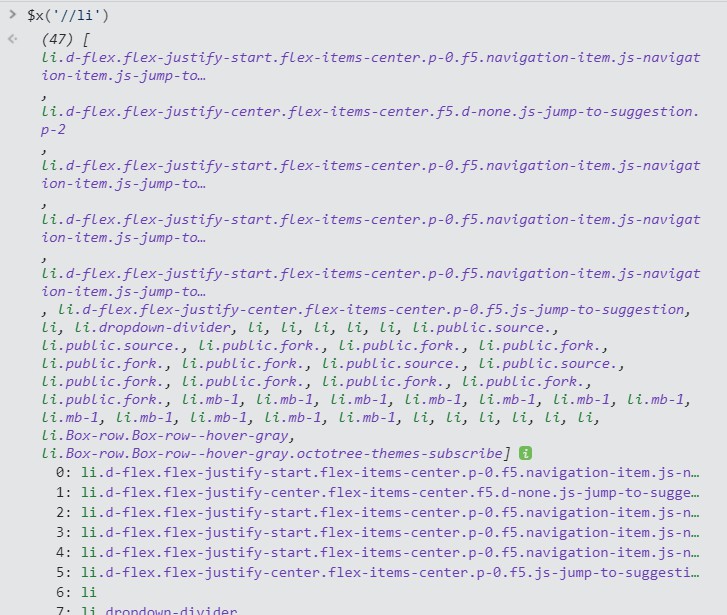 > $x('//li')
(47) [
li.d-flex.flex-justify-start.flex-items-center.p-0.f5.navigation-item.js-navigat
ion-item.js-jump-to…
,
li.d-flex.flex-justify-center.flex-items-center.f5.d-none.js-jump-to-suggestion.
p-2
,
li.d-flex.flex-justify-start.flex-items-center.p-0.f5.navigation-item.js-navigat
ion-item.js-jump-to…
,
li.d-flex.flex-justify-start.flex-items-center.p-0.f5.navigation-item.js-navigat
ion-item.js-jump-to…
,
li.d-flex.flex-justify-start.flex-items-center.p-0.f5.navigation-item.js-navigat
ion-item.js-jump-to…
, li.d-flex.flex-justify-center.flex-items-center.p-0.f5.js-jump-to-suggestion,
li, li.dropdown-divider, li, li, li, li, li, li.public.source.,
li.public.source., li.public.fork., li.public.fork., li.public.fork.,
li.public.fork., li.public.fork., li.public.source., li.public.source.,
li.public.fork., li.public.fork., li.public.fork., li.public.fork.,
li.public.fork., li.mb-1, li.mb-1, li.mb-1, li.mb-1, li.mb-1, li.mb-1, li.mb-1,
li.mb-1, li.mb-1, li.mb-1, li.mb-1, li.mb-1, li, li, li, li, li, li,
li.Box-row.Box-row--hover-gray,
li.Box-row.Box-row--hover-gray.octotree-themes-subscribe] i
0: li.d-flex.flex-justify-start.flex-items-center.p-0.f5.navigation-item.js-n…
1: li.d-flex.flex-justify-center.flex-items-center.f5.d-none.js-jump-to-sugge…
2: li.d-flex.flex-justify-start.flex-items-center.p-0.f5.navigation-item.js-n…
3: li.d-flex.flex-justify-start.flex-items-center.p-0.f5.navigation-item.js-n…
4: li.d-flex.flex-justify-start.flex-items-center.p-0.f5.navigation-item.js-n…
5: li.d-flex.flex-justify-center.flex-items-center.p-0.f5.js-jump-to-suggesti…
6: li
7: li.dropdown-divider